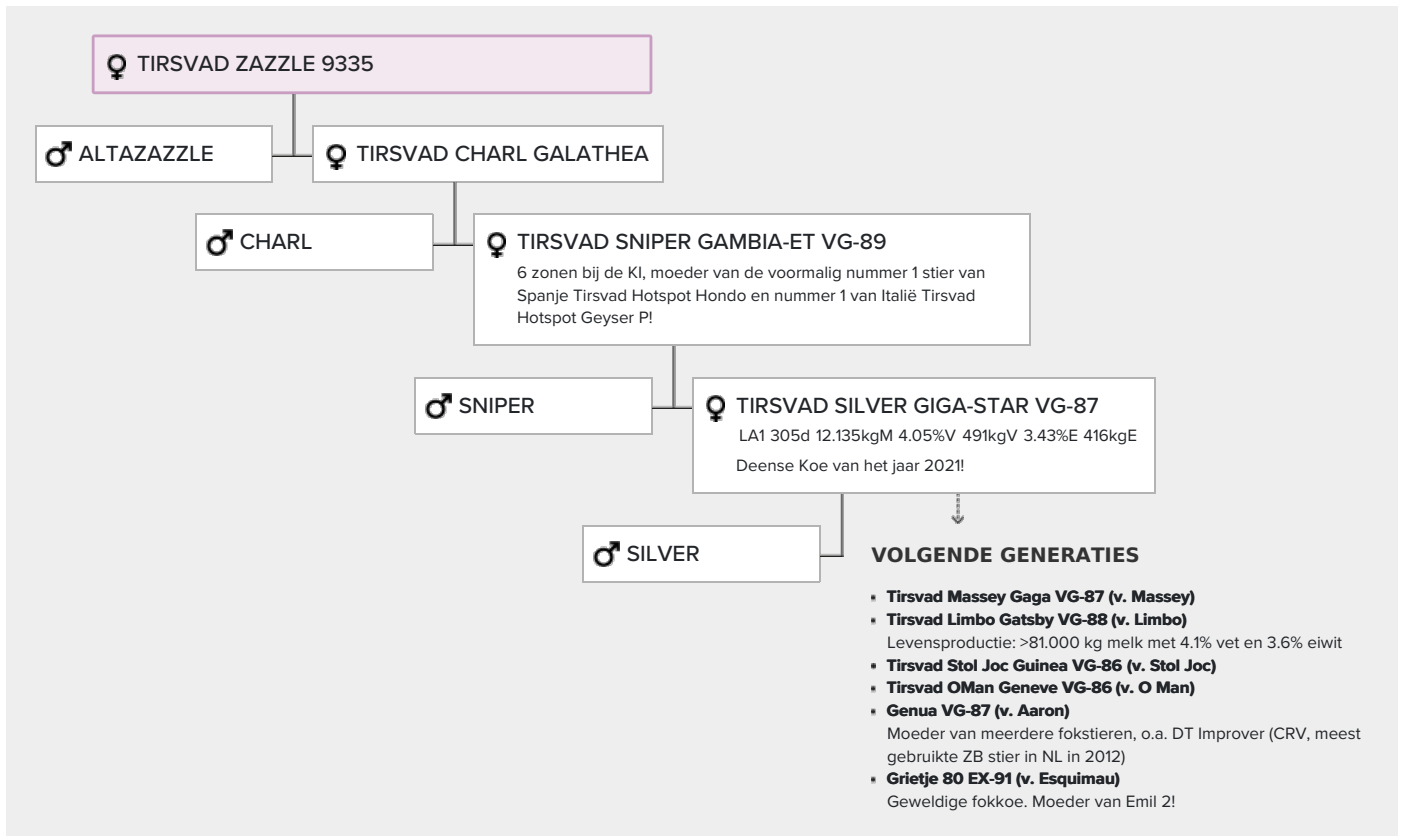 TIRSVAD ZAZZLE 9335
ALTAZAZZLE
TIRSVAD CHARL GALATHEA
CHARL
TIRSVAD SNIPER GAMBIA-ET VG-89
6 zonen bij de KI, moeder van de voormalig nummer 1 stier van
Spanje Tirsvad Hotspot Hondo en nummer 1 van Italië Tirsvad
Hotspot Geyser P!
SNIPER
TIRSVAD SILVER GIGA-STAR VG-87
LA1 305d 12.135kgM 4.05%V 491kgV 3.43%E 416kgE
Deense Koe van het jaar 2021!
SILVER
VOLGENDE GENERATIES
Tirsvad Massey Gaga VG-87 (v. Massey)
Tirsvad Limbo Gatsby VG-88 (v. Limbo)
Levensproductie: >81.000 kg melk met 4.1% vet en 3.6% eiwit
Tirsvad Stol Joc Guinea VG-86 (v. Stol Joc)
Tirsvad OMan Geneve VG-86 (v. O Man)
Genua VG-87 (v. Aaron)
Moeder van meerdere fokstieren, o.a. DT Improver (CRV, meest
gebruikte ZB stier in NL in 2012)
Grietje 80 EX-91 (v. Esquimau)
Geweldige fokkoe. Moeder van Emil 2!